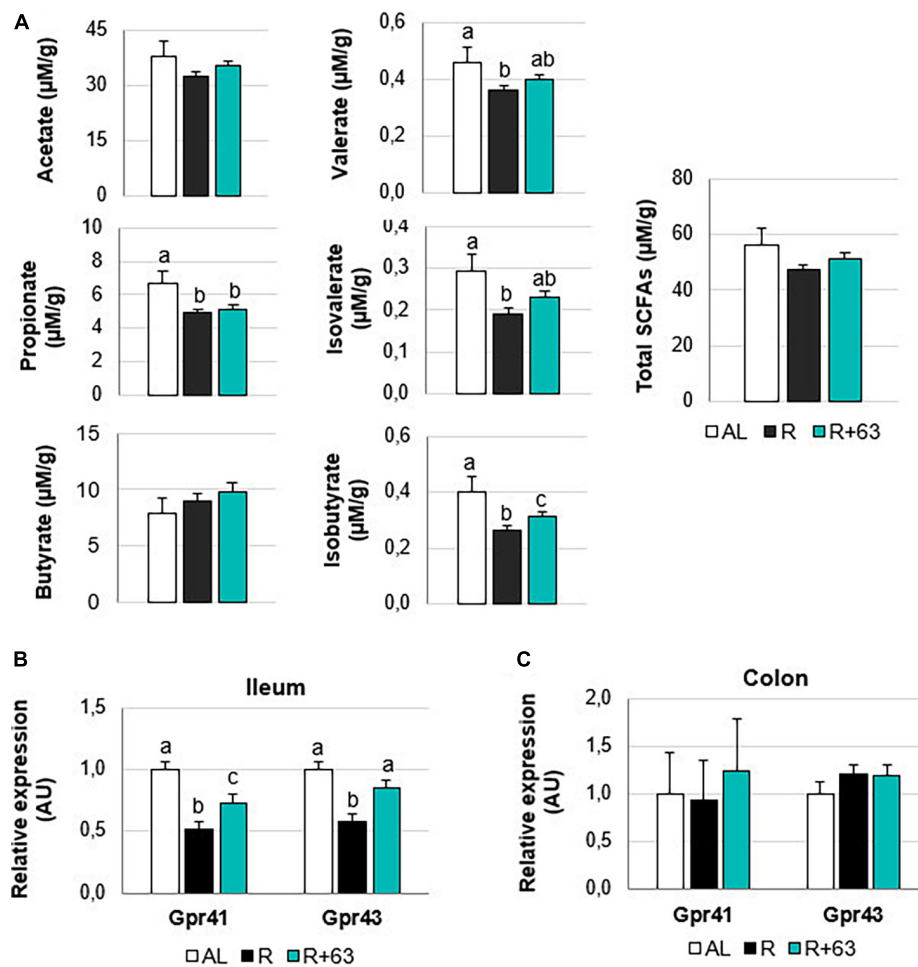 A
Acetate (µM/g)
45
30
15
0
Valerate (µM/g)
0,6
0,4
0,2
0,0
a
b
ab
Propionate
(µM/g)
10
8
6
4
2
0
a
b
b
Isovalerate
(µM/g)
0,4
0,3
0,2
0,1
0,0
a
b
ab
Total SCFAs (µM/g)
80
60
40
20
0
AL R R+63
Butyrate (µM/g)
15
10
5
0
Isobutyrate
(µM/g)
0,6
0,4
0,2
0,0
a
b
c
B
Ileum
Relative expression
(AU)
1,5
1,0
0,5
0,0
a
b
c
a
b
a
Gpr41 Gpr43
AL R R+63
C
Colon
Relative expression
(AU)
2,0
1,5
1,0
0,5
0,0
Gpr41 Gpr43
AL R R+63